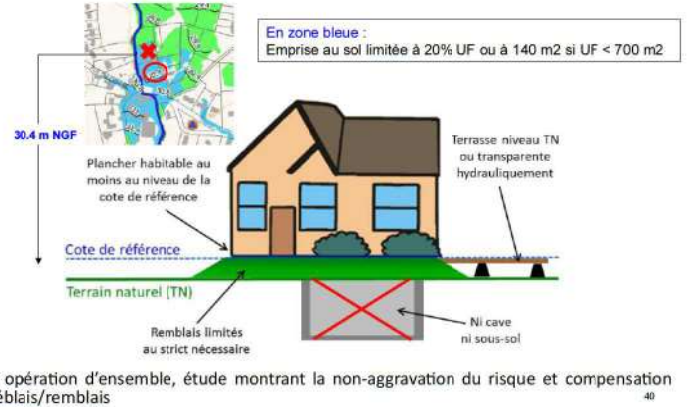 En zone bleue :
Emprise au sol limitée à 20% UF ou à 140 m2 si UF < 700 m2
30.4 m NGF
Plancher habitable au
moins au niveau de la
cote de référence
Terrasse niveau TN
ou transparente
hydrauliquement
Cote de référence
Terrain naturel (TN)
Remblais limités
au strict nécessaire
Ni cave
ni sous-sol
opération d'ensemble, étude montrant la non-aggravation du risque et compensation
éblais/remblais
40